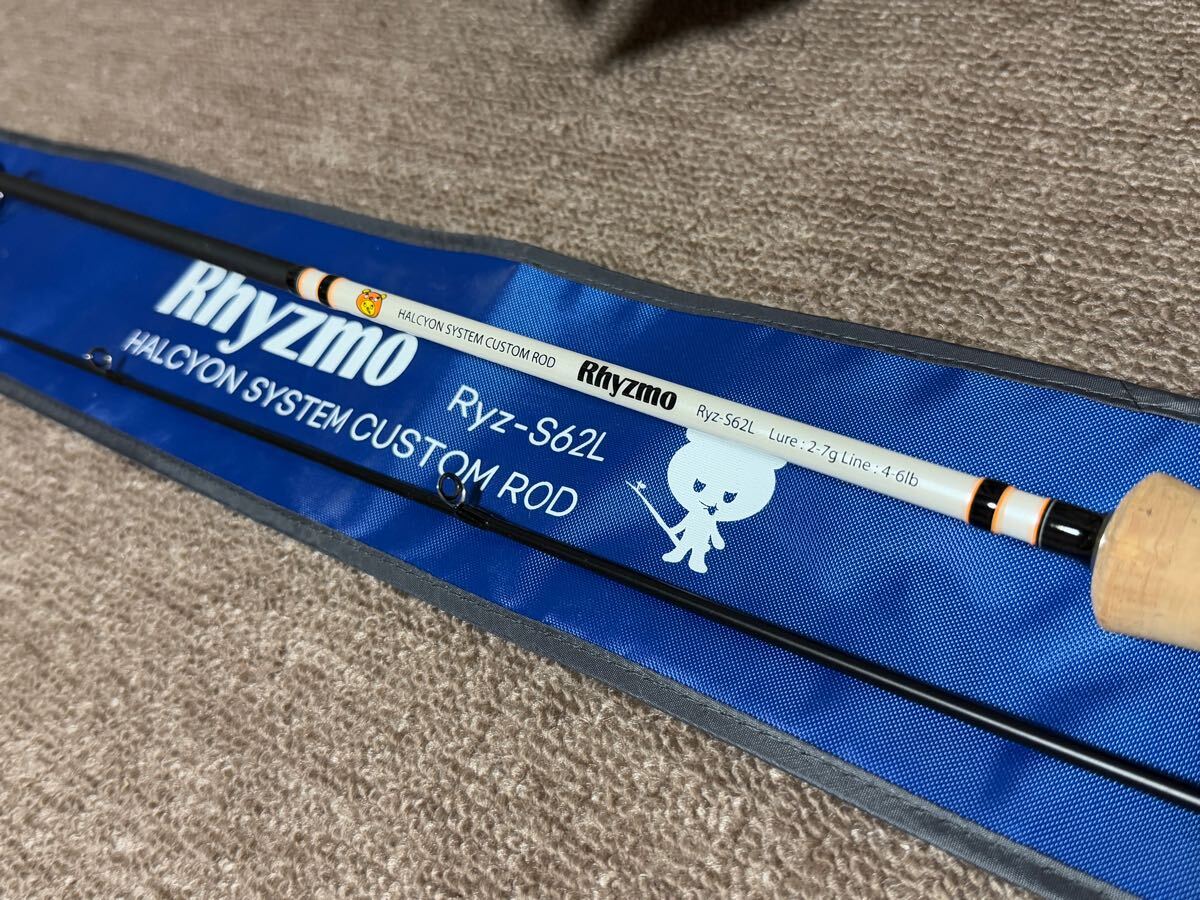 HALCYON SYSTEM CUSTOM ROD Rhyzmo Ryz-S62L Lure : 2-7g Line : 4-6lb
Rhyzmo
HALCYON SYSTEM CUSTOM ROD
Ryz-S62L